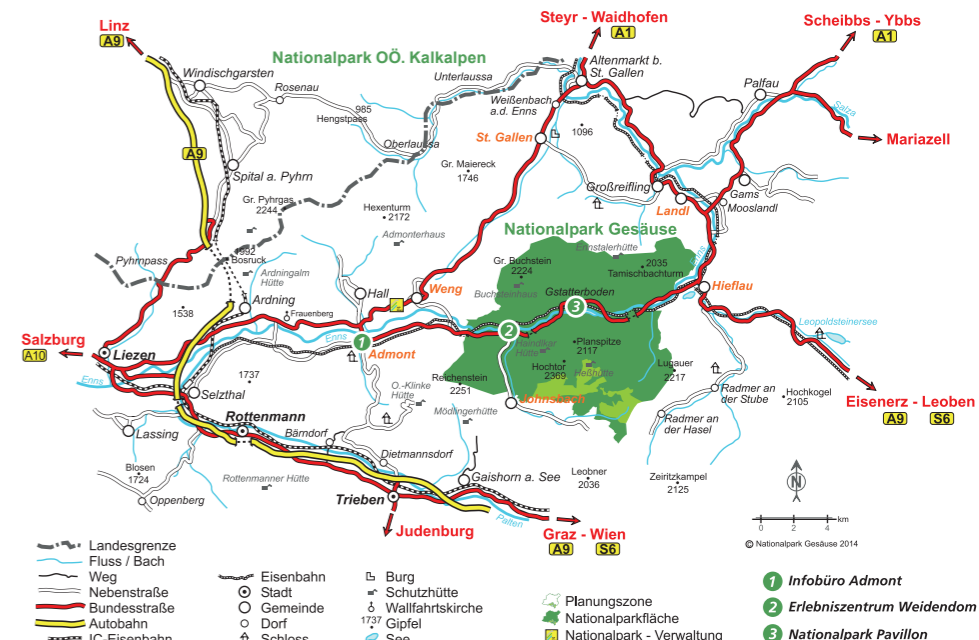 Linz
A9
Steyr - Waidhofen
A1
Scheibbs - Ybbs
A1
Nationalpark OÖ. Kalkalpen
Altenmarkt b.
St. Gallen
Windischgarsten
Rosenau
Unterlaussa
Palfau
Weißenbach
a.d. Enns
985
Hengstpass
Salza
Oberlaussa
St. Gallen
1096
Mariazell
A9
Spital a. Pyhrn
Gr. Maiereck
1746
Großreifling
Gams
Mooslandl
Landl
Gr. Pyhrgas
2244
Hexenturm
2172
Admonterhaus
Nationalpark Gesäuse
Ennstalerhütte
Enns
1992
Bosruck
Pyhrnpass
Ardningalm
Hütte
Gr. Buchstein
2224
2035
Tamischbachturm
Buchsteinhaus
Gstatterboden
Hieflau
Hall
Weng
Ardning
Frauenberg
1538
3
Leopoldsteinersee
Salzburg
A10
Liezen
Enns
1
Admont
2
Haindlkar
Hütte
Planspitze
2117
Enns
1737
Hochtor
2369
Heßhütte
Lugauer
2217
Reichenstein
2251
O.-Klinke
Hütte
Selzthal
Johnsbach
Radmer an
der Stube
Hochkogel
2105
Eisenerz - Leoben
A9 S6
Mödlingerhütte
Rottenmann
Radmer an
der Hasel
Lassing
Bärndorf
Dietmannsdorf
Blosen
1724
Rottenmanner Hütte
Gaishorn a. See
Leobner
2036
Zeiritzkampel
2125
N
Oppenberg
Trieben
Palten
Judenburg
Graz - Wien
A9 S6
0 2 4 km
© Nationalpark Gesäuse 2014
Landesgrenze
Fluss / Bach
Weg
Nebenstraße
Bundesstraße
Autobahn
IC-Eisenbahn
Eisenbahn
Stadt
Gemeinde
Dorf
Schloss
Burg
Schutzhütte
Wallfahrtskirche
1737 Gipfel
See
Planungszone
Nationalparkfläche
Nationalpark - Verwaltung
1 Infobüro Admont
2 Erlebniszentrum Weidendom
3 Nationalpark Pavillon